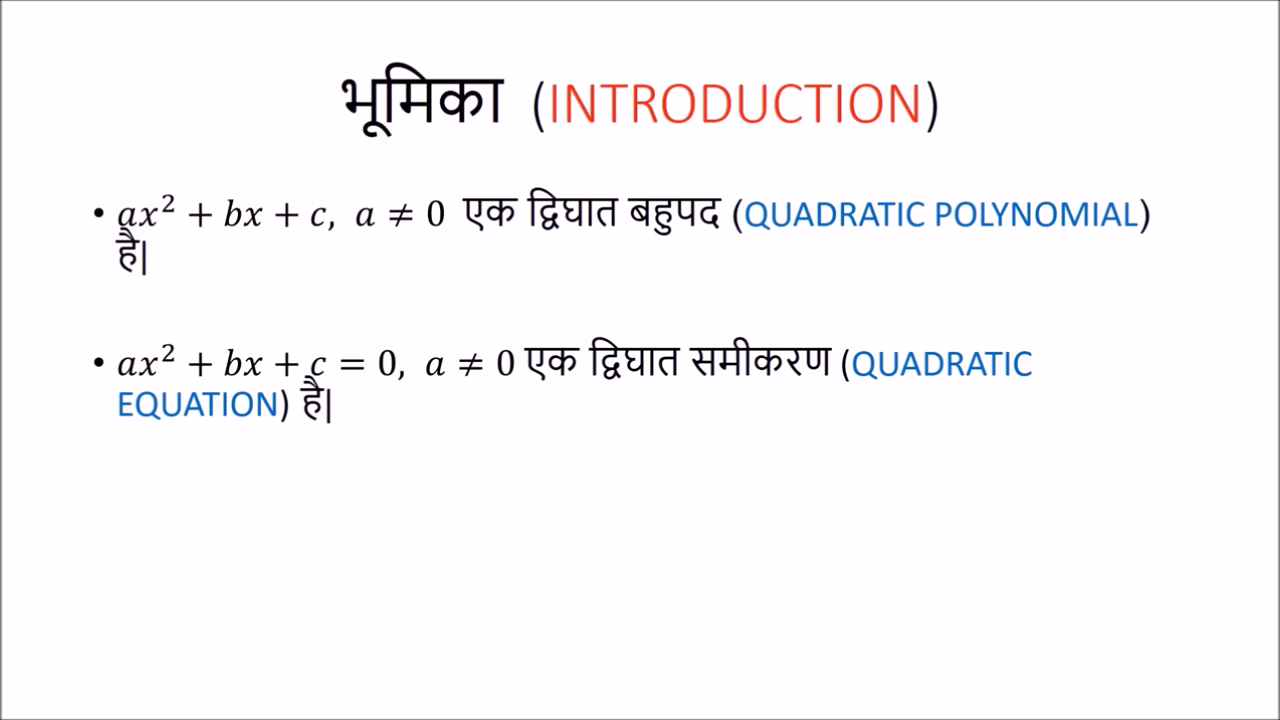 भूमिका (INTRODUCTION)
• ax² + bx + c, a ≠ 0 एक द्विघात बहुपद (QUADRATIC POLYNOMIAL)
है|
• ax² + bx + c = 0, a ≠ 0 एक द्विघात समीकरण (QUADRATIC
EQUATION) है|